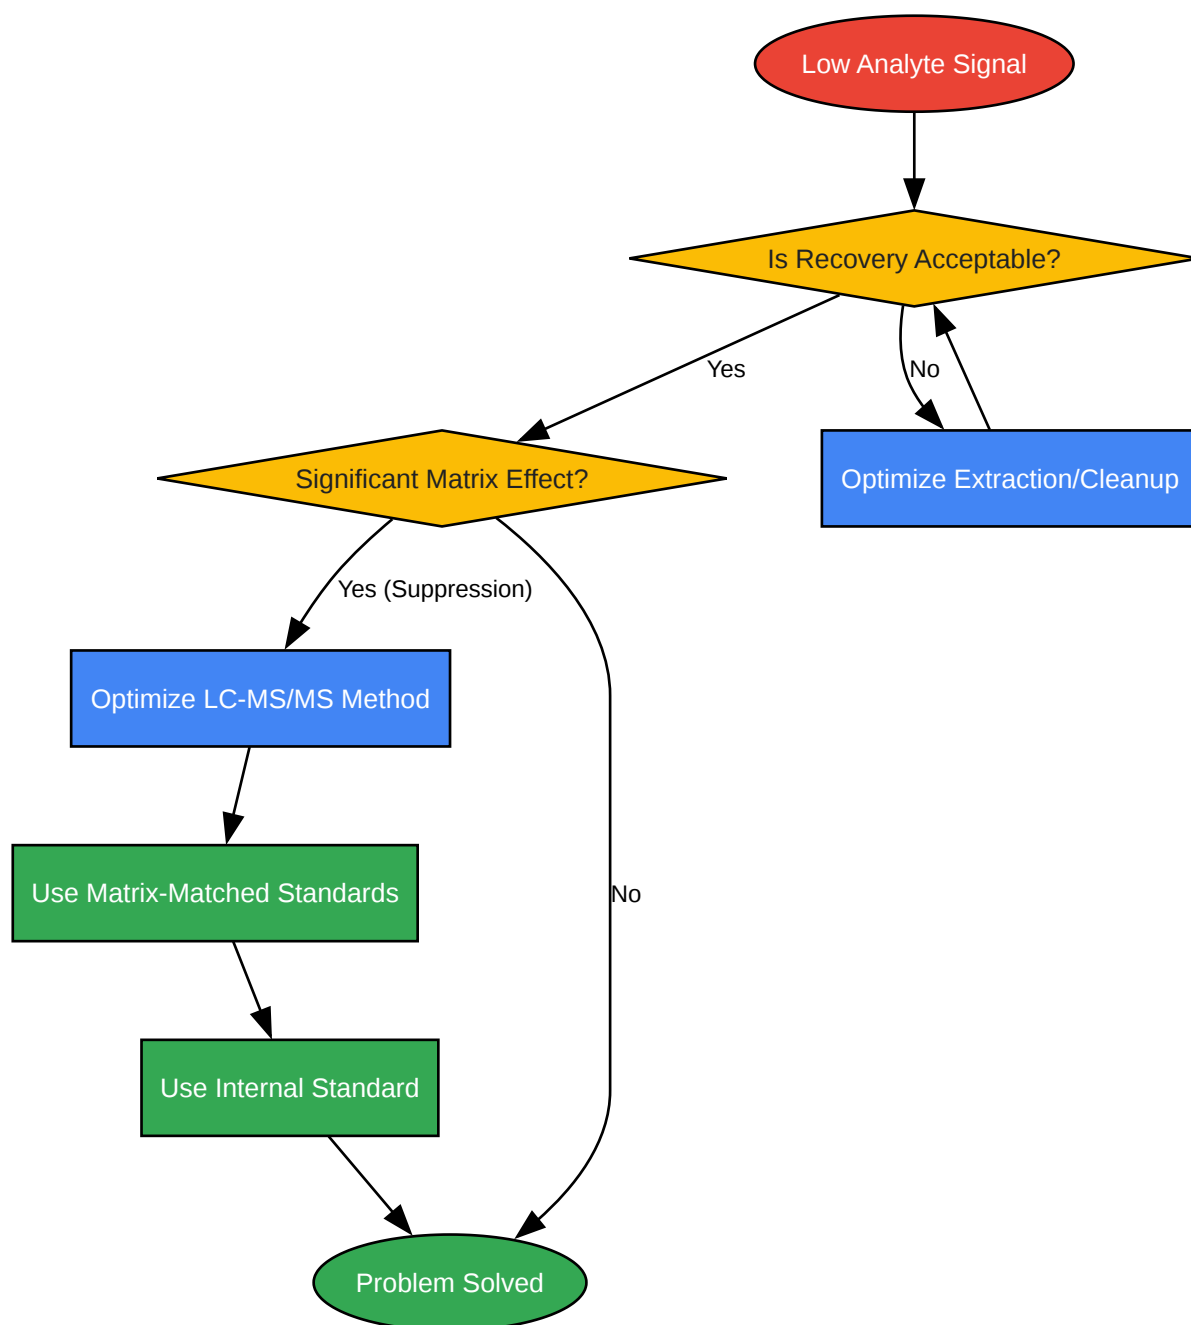 Low Analyte Signal
Is Recovery Acceptable?
Yes
No
Significant Matrix Effect?
Optimize Extraction/Cleanup
Yes (Suppression)
Optimize LC-MS/MS Method
Use Matrix-Matched Standards
No
Use Internal Standard
Problem Solved